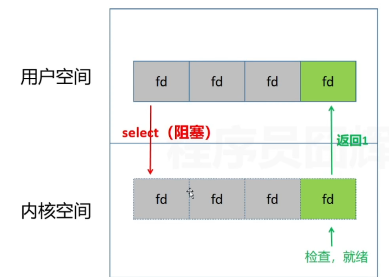 用户空间
fd fd fd fd
select（阻塞）
返回1
内核空间
fd fd fd fd
检查，就绪